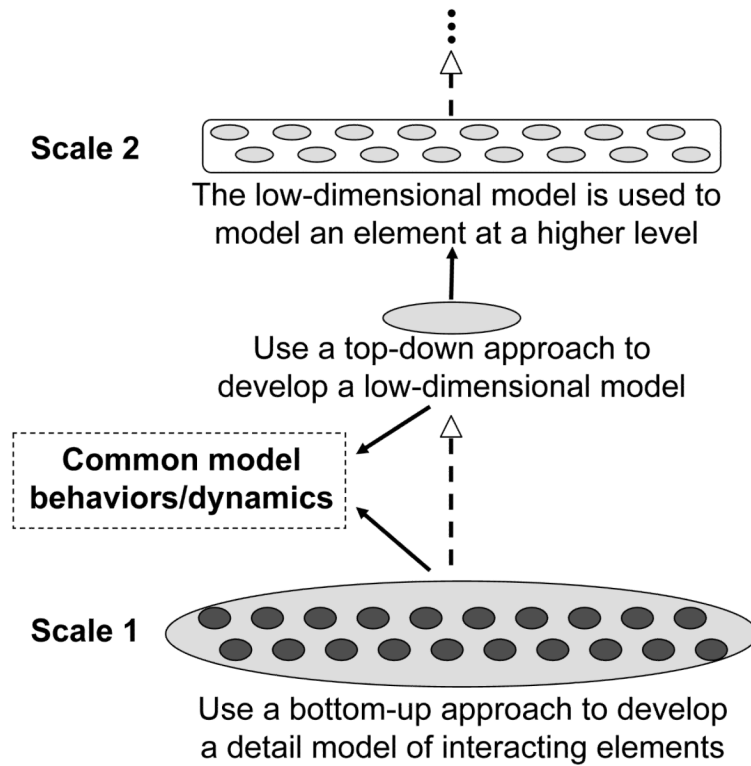 Scale 2
The low-dimensional model is used to
model an element at a higher level
Use a top-down approach to
develop a low-dimensional model
Common model
behaviors/dynamics
Scale 1
Use a bottom-up approach to develop
a detail model of interacting elements